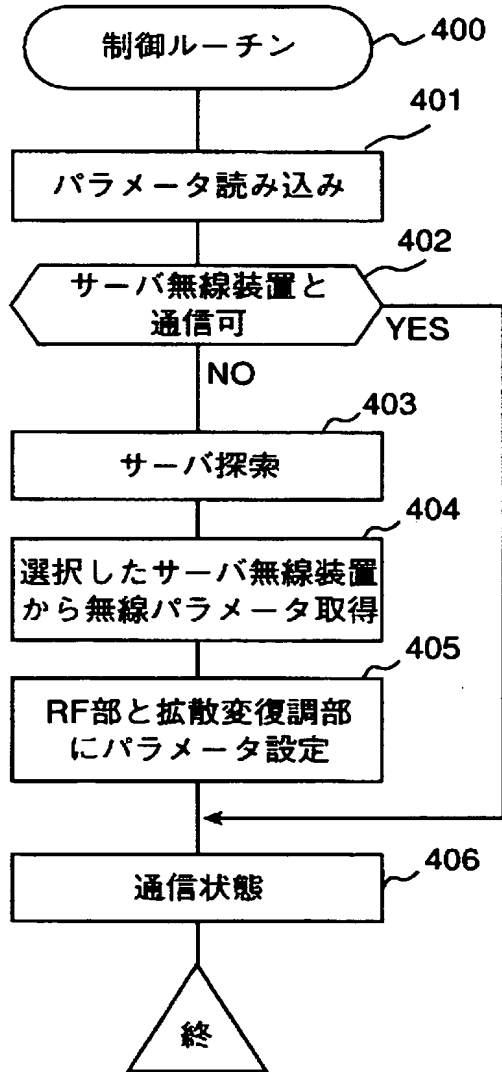 制御ルーチン
400
401
パラメータ読み込み
402
サーバ無線装置と
通信可
YES
NO
403
サーバ探索
404
選択したサーバ無線装置
から無線パラメータ取得
405
RF部と拡散変復調部
にパラメータ設定
406
通信状態
終